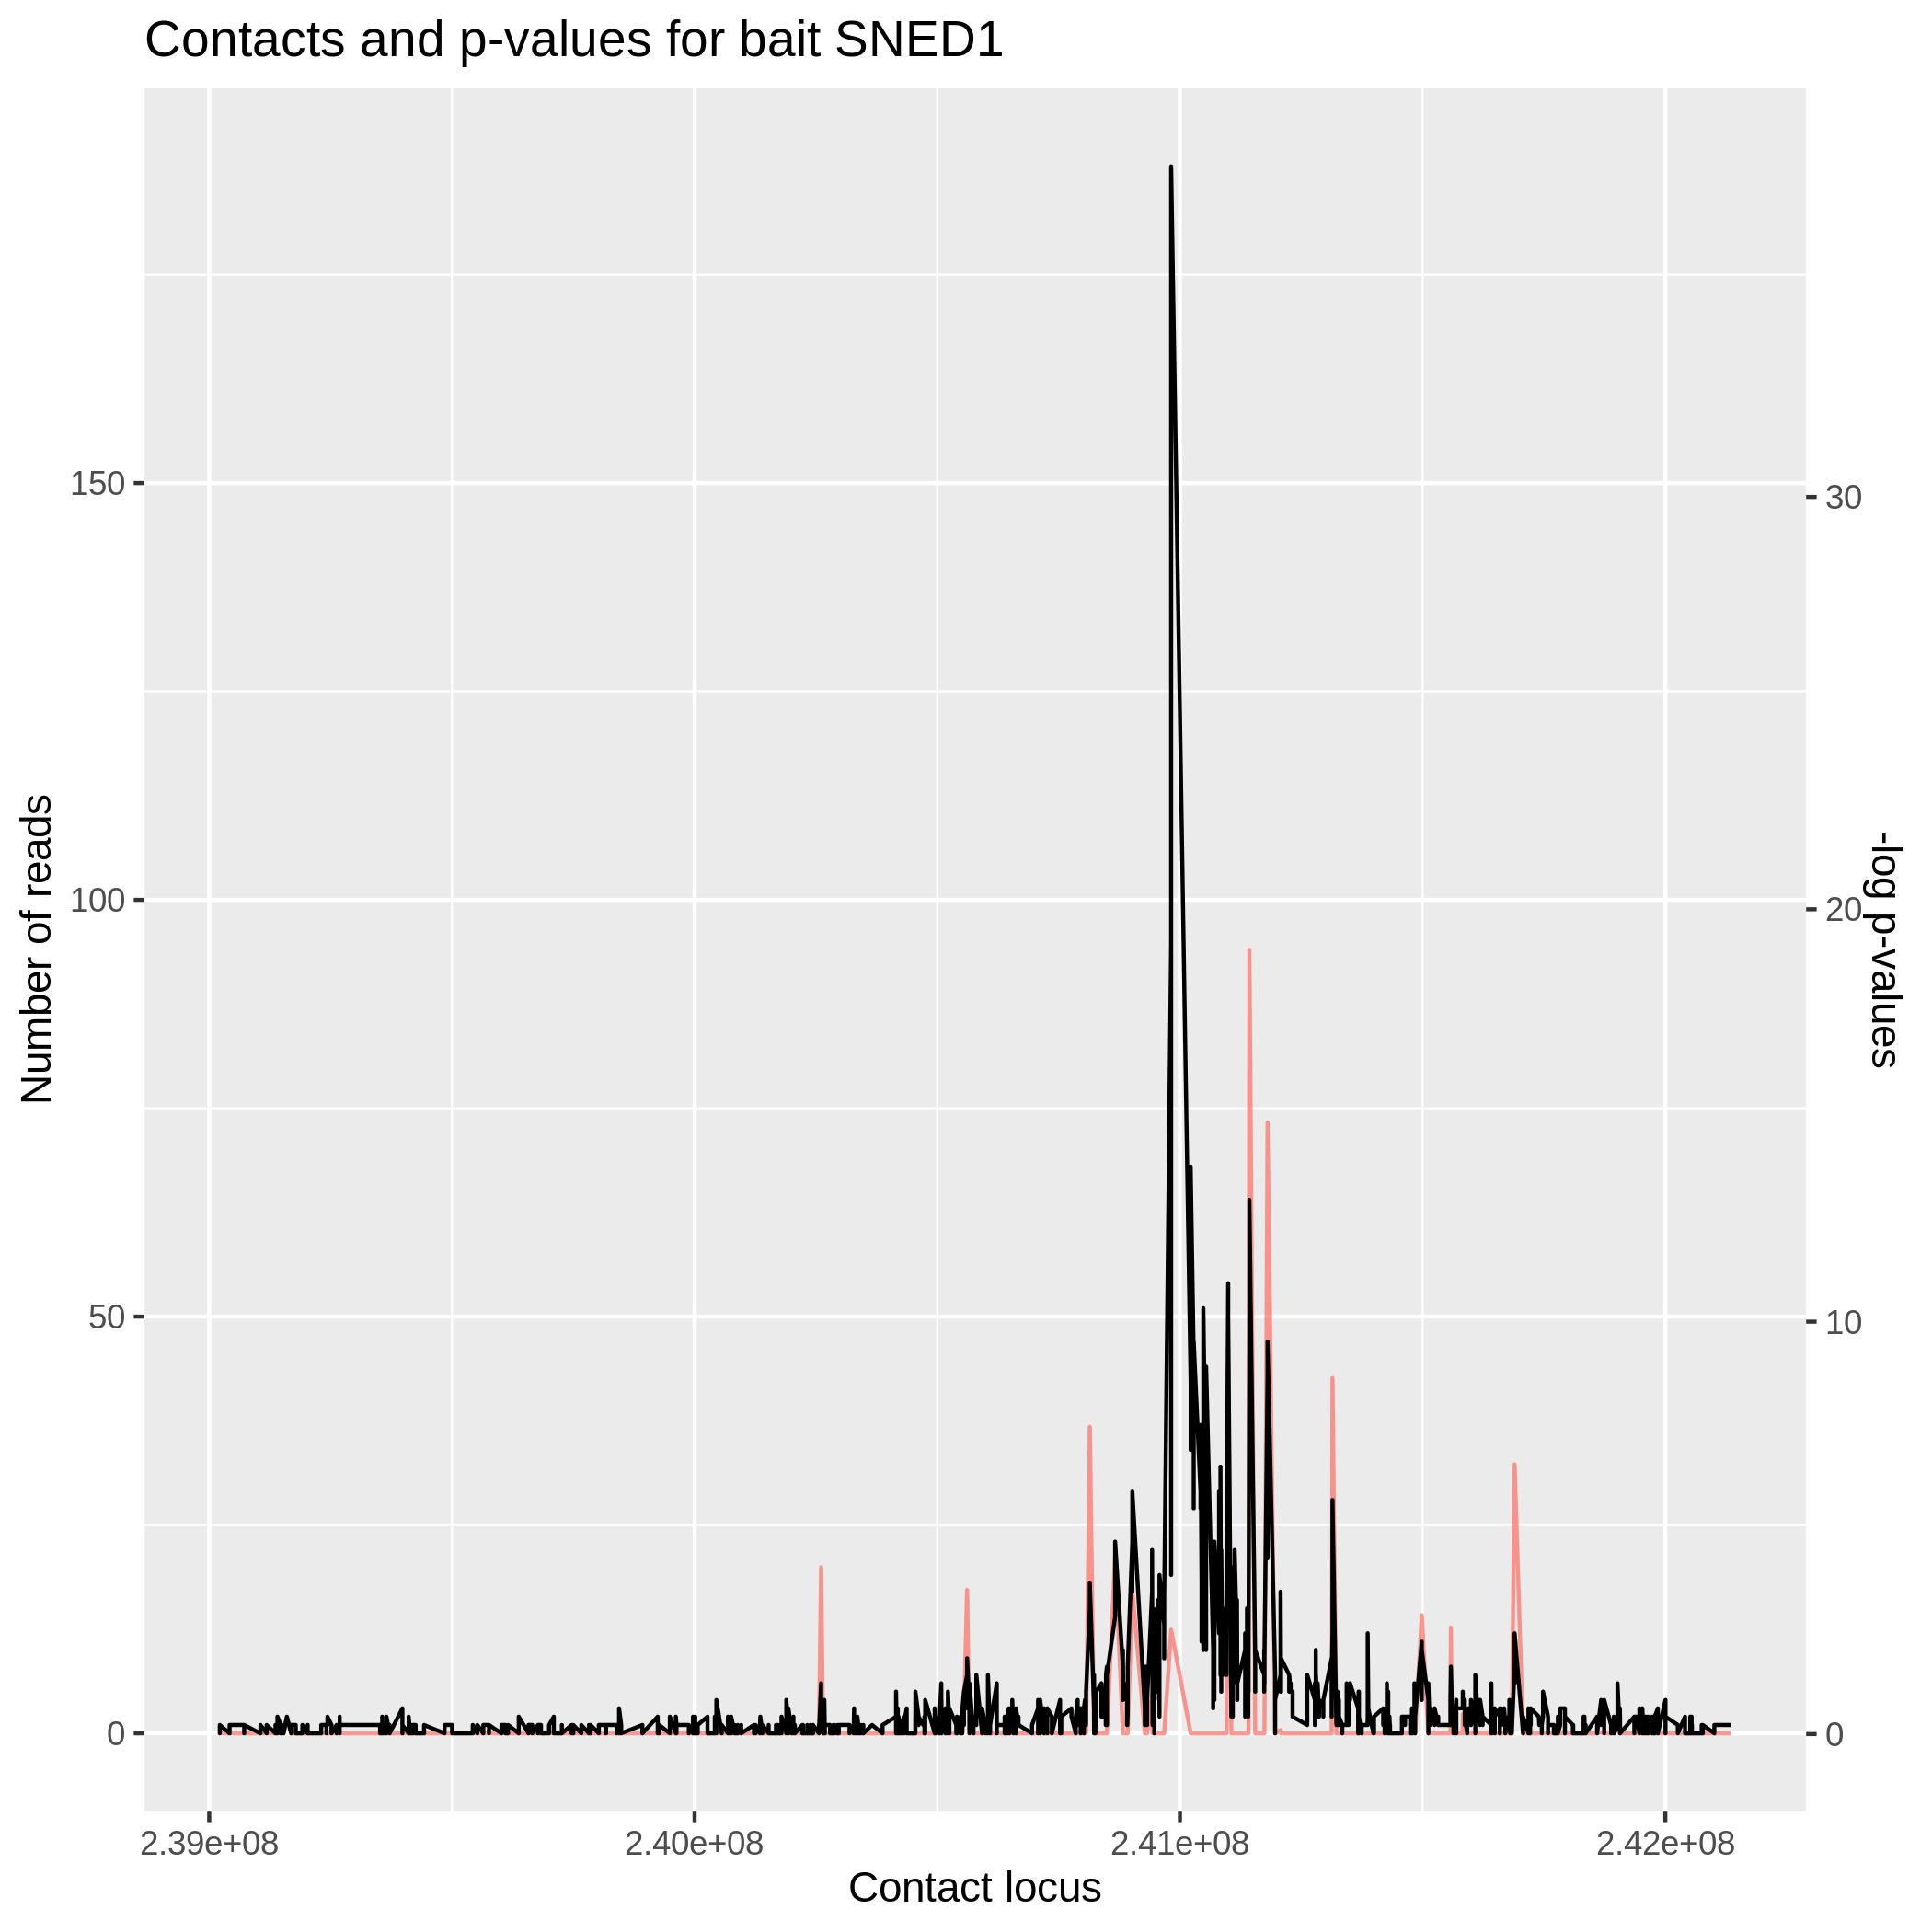 Contacts and p-values for bait SNED1
Number of reads
150
100
50
0
30
20
10
0
-log p-values
2.39e+08
2.40e+08
2.41e+08
2.42e+08
Contact locus